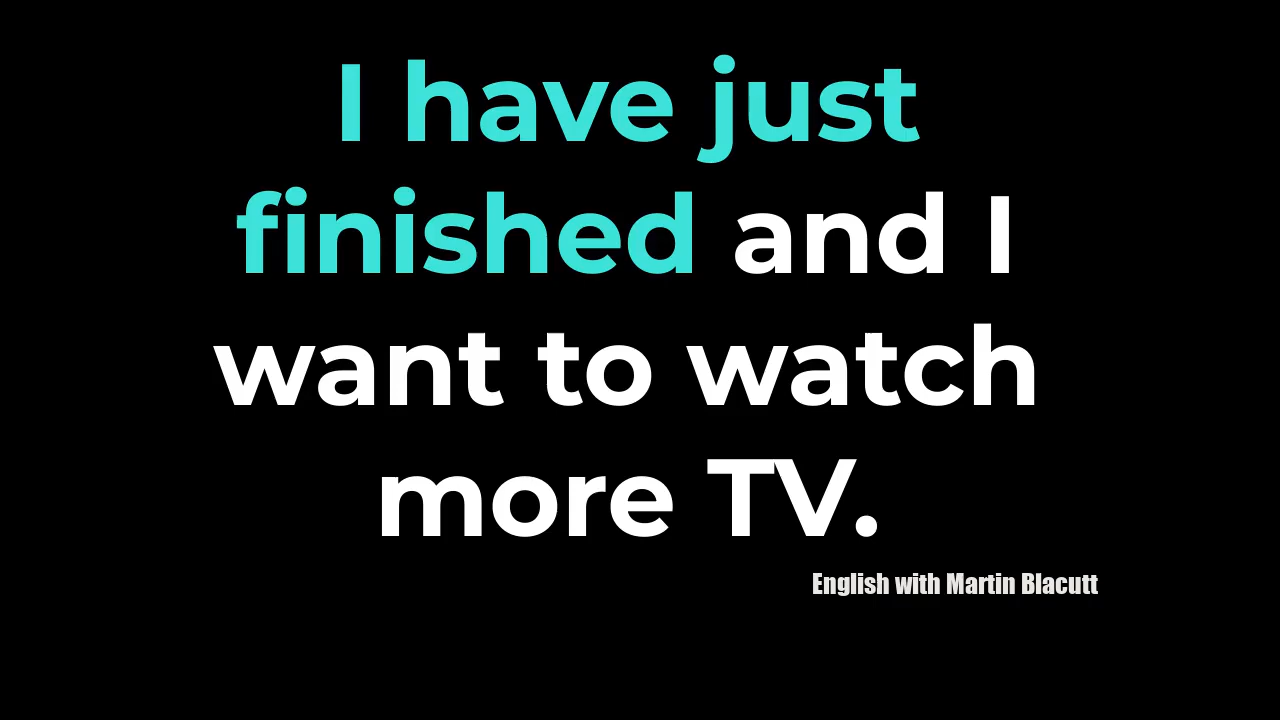 I have just
finished and I
want to watch
more TV.
English with Martin Blacutt